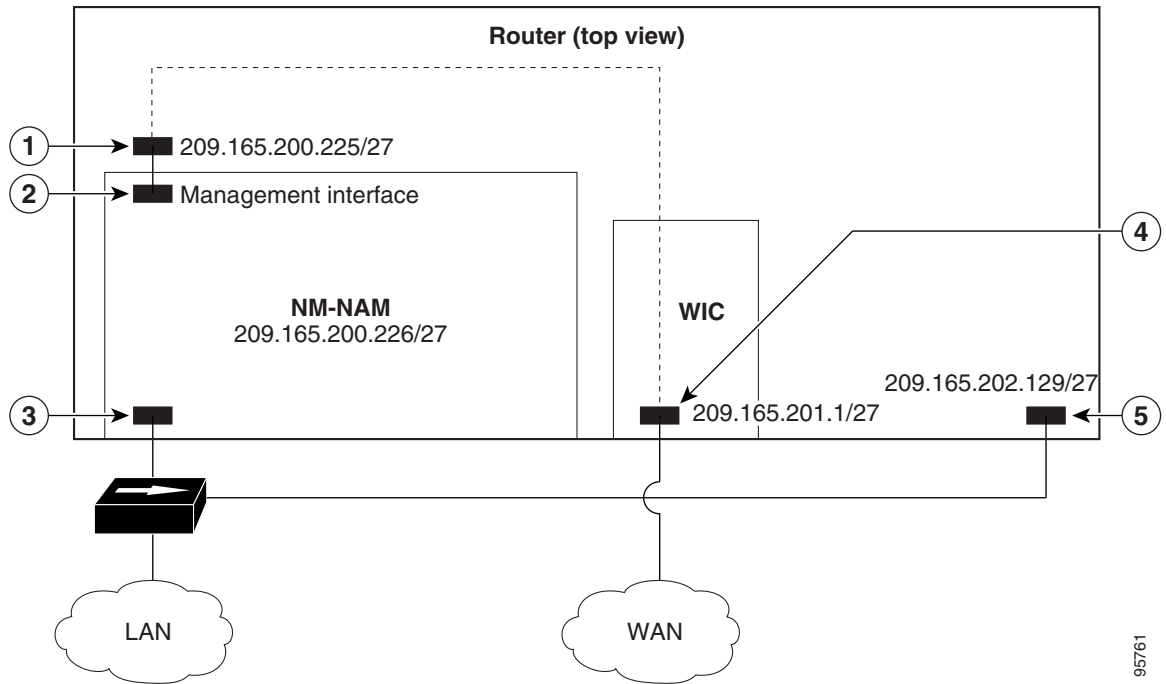 Router (top view)
1
209.165.200.225/27
2
Management interface
4
NM-NAM
209.165.200.226/27
WIC
209.165.202.129/27
3
209.165.201.1/27
5
LAN
WAN
95761